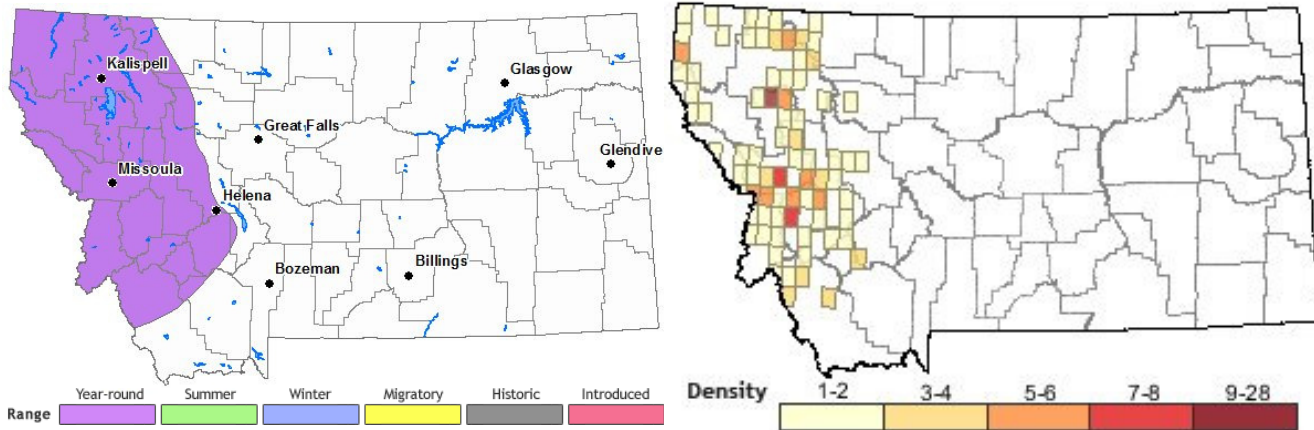 Kalispell
Glasgow
Great Falls
Glendive
Missoula
Helena
Bozeman
Billings
Range Year-round Summer Winter Migratory Historic Introduced
Density 1-2 3-4 5-6 7-8 9-28